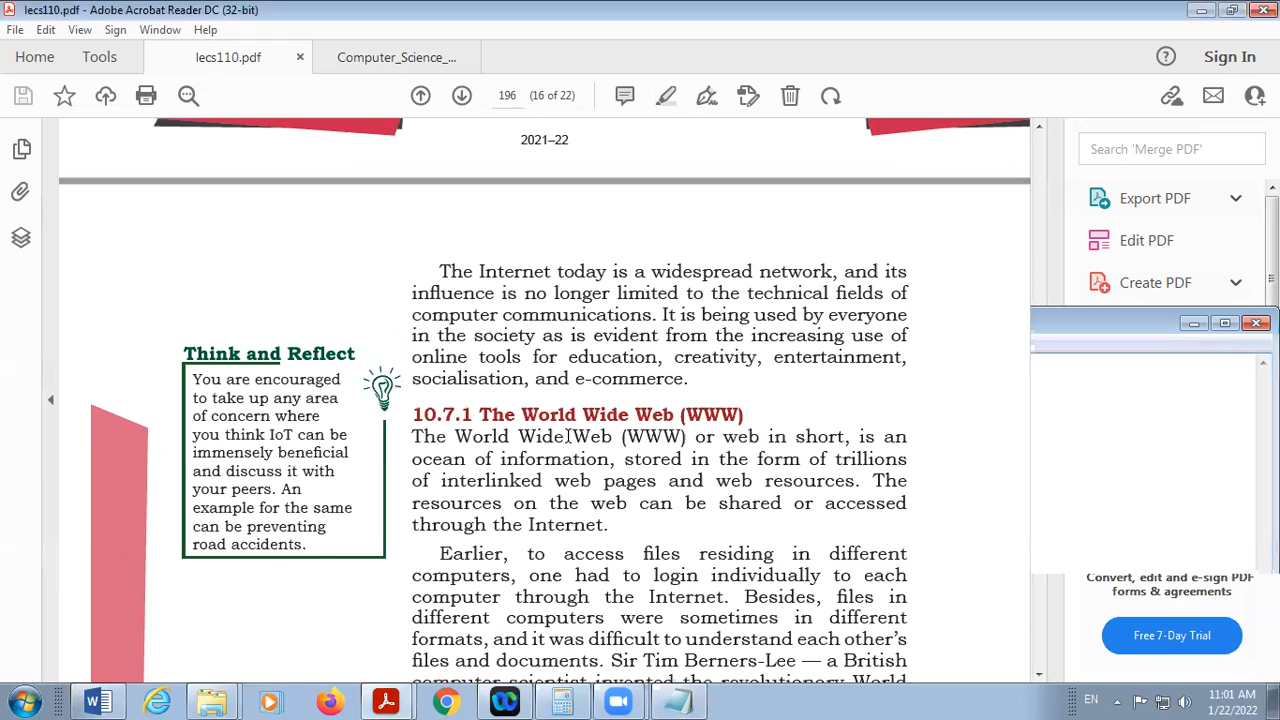 lecs110.pdf - Adobe Acrobat Reader DC (32-bit)
File Edit View Sign Window Help
Home Tools lecs110.pdf × Computer_Science_... Sign In
196 (16 of 22)
2021–22
Search 'Merge PDF'
Export PDF
Edit PDF
Create PDF
The Internet today is a widespread network, and its
influence is no longer limited to the technical fields of
computer communications. It is being used by everyone
in the society as is evident from the increasing use of
online tools for education, creativity, entertainment,
socialisation, and e-commerce.
Think and Reflect
You are encouraged
to take up any area
of concern where
you think IoT can be
immensely beneficial
and discuss it with
your peers. An
example for the same
can be preventing
road accidents.
10.7.1 The World Wide Web (WWW)
The World Wide Web (WWW) or web in short, is an
ocean of information, stored in the form of trillions
of interlinked web pages and web resources. The
resources on the web can be shared or accessed
through the Internet.
Earlier, to access files residing in different
computers, one had to login individually to each
computer through the Internet. Besides, files in
different computers were sometimes in different
formats, and it was difficult to understand each other's
files and documents. Sir Tim Berners-Lee — a British
computer scientist invented the revolutionary World
Convert, edit and e-sign PDF
forms & agreements
Free 7-Day Trial
EN
11:01 AM
1/22/2022